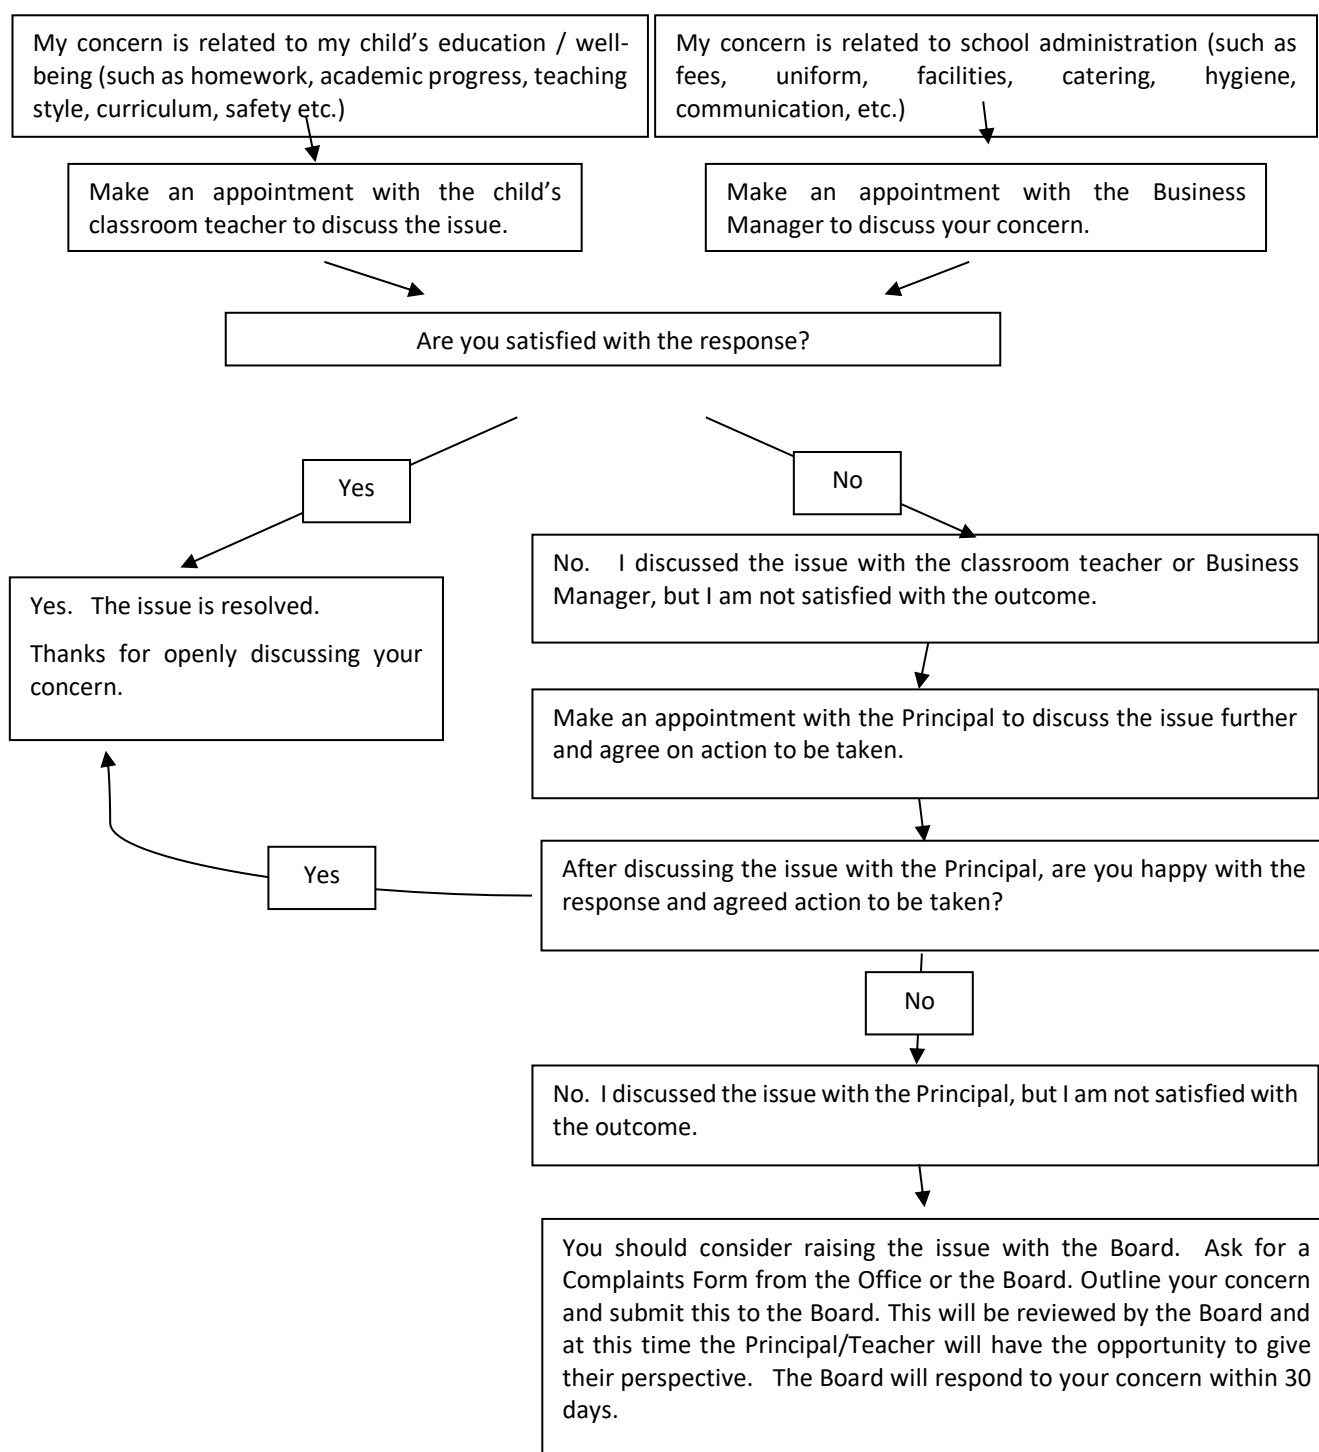 My concern is related to my child’s education / well-
being (such as homework, academic progress, teaching
style, curriculum, safety etc.)
My concern is related to school administration (such as
fees, uniform, facilities, catering, hygiene,
communication, etc.)
Make an appointment with the child’s
classroom teacher to discuss the issue.
Make an appointment with the Business
Manager to discuss your concern.
Are you satisfied with the response?
Yes
No
Yes. The issue is resolved.
Thanks for openly discussing your
concern.
No. I discussed the issue with the classroom teacher or Business
Manager, but I am not satisfied with the outcome.
Make an appointment with the Principal to discuss the issue further
and agree on action to be taken.
Yes
After discussing the issue with the Principal, are you happy with the
response and agreed action to be taken?
No
No. I discussed the issue with the Principal, but I am not satisfied with
the outcome.
You should consider raising the issue with the Board. Ask for a
Complaints Form from the Office or the Board. Outline your concern
and submit this to the Board. This will be reviewed by the Board and
at this time the Principal/Teacher will have the opportunity to give
their perspective. The Board will respond to your concern within 30
days.